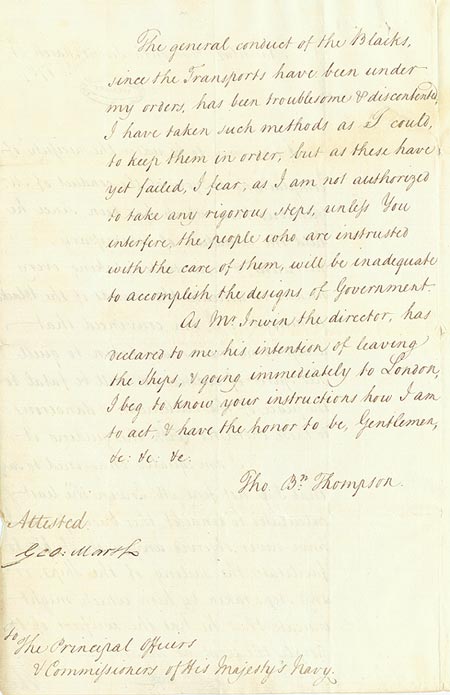 The general conduct of the Blacks,
since the Transports have been under
my orders, has been troublesome & discontented,
I have taken such methods as I could,
to keep them in order, but as these have
yet failed, I fear, as I am not authorized
to take any rigorous steps, unless You
interfere, the people who are instrusted
with the care of them, will be inadequate
to accomplish the designs of Government.
As Mr. Irwin the director, has
declared to me his intention of leaving
the Ships, & going immediately to London,
I beg to know your instructions how I am
to act, & have the honor to be, Gentlemen,
&c: &c: &c:
Tho. Bn. Thompson.
Attested
Geo: Marsh
To
The Principal Officers
& Commissioners of His Majesty's Navy.